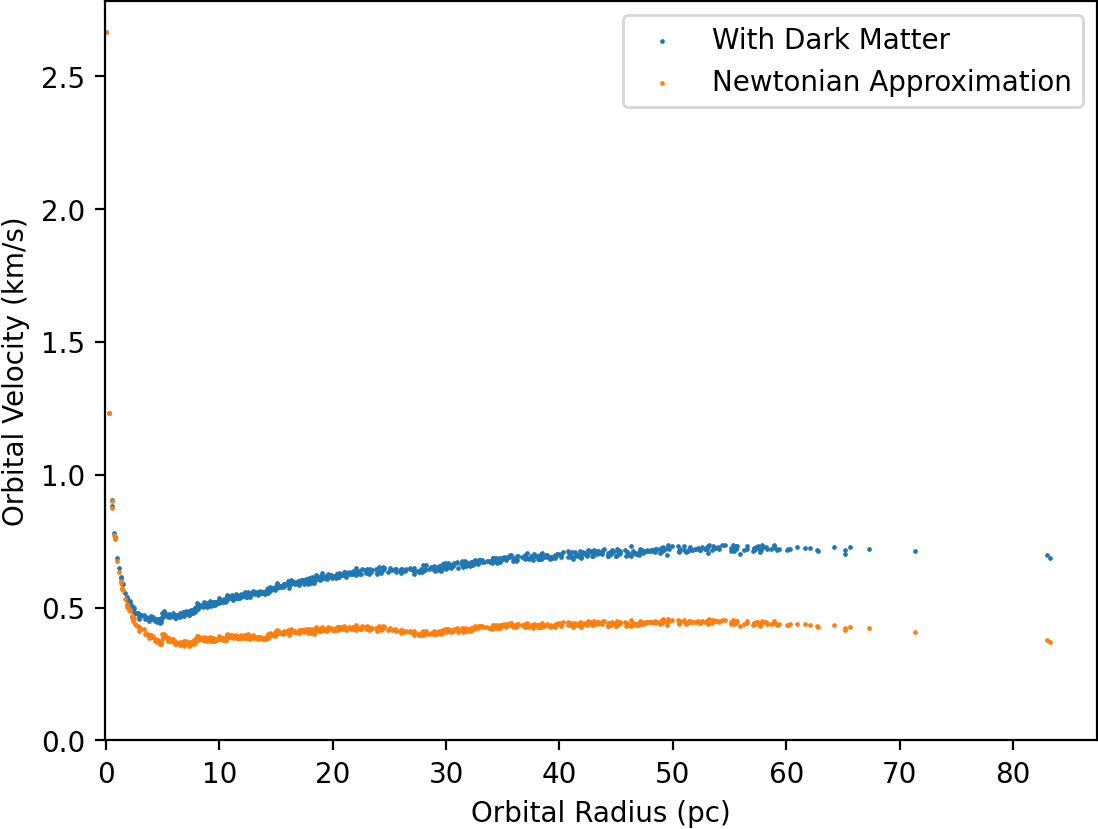 With Dark Matter
Newtonian Approximation
2.5
2.0
1.5
1.0
0.5
0.0
Orbital Velocity (km/s)
0 10 20 30 40 50 60 70 80
Orbital Radius (pc)